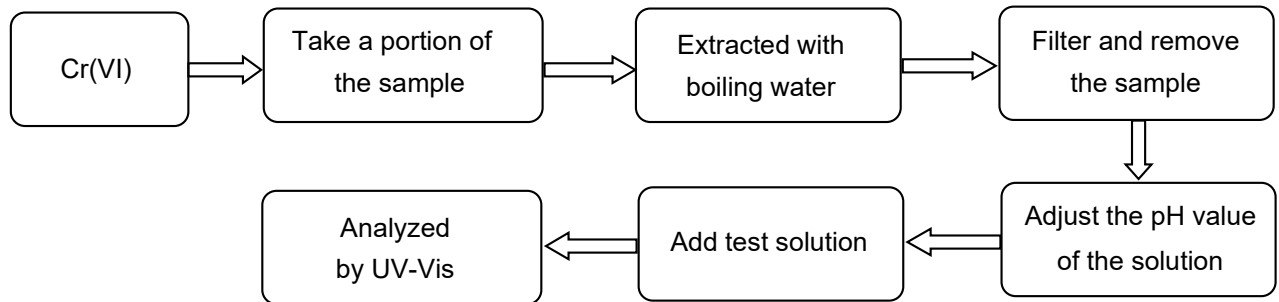 Cr(VI)
Take a portion of
the sample
Extracted with
boiling water
Filter and remove
the sample
Adjust the pH value
of the solution
Add test solution
Analyzed
by UV-Vis